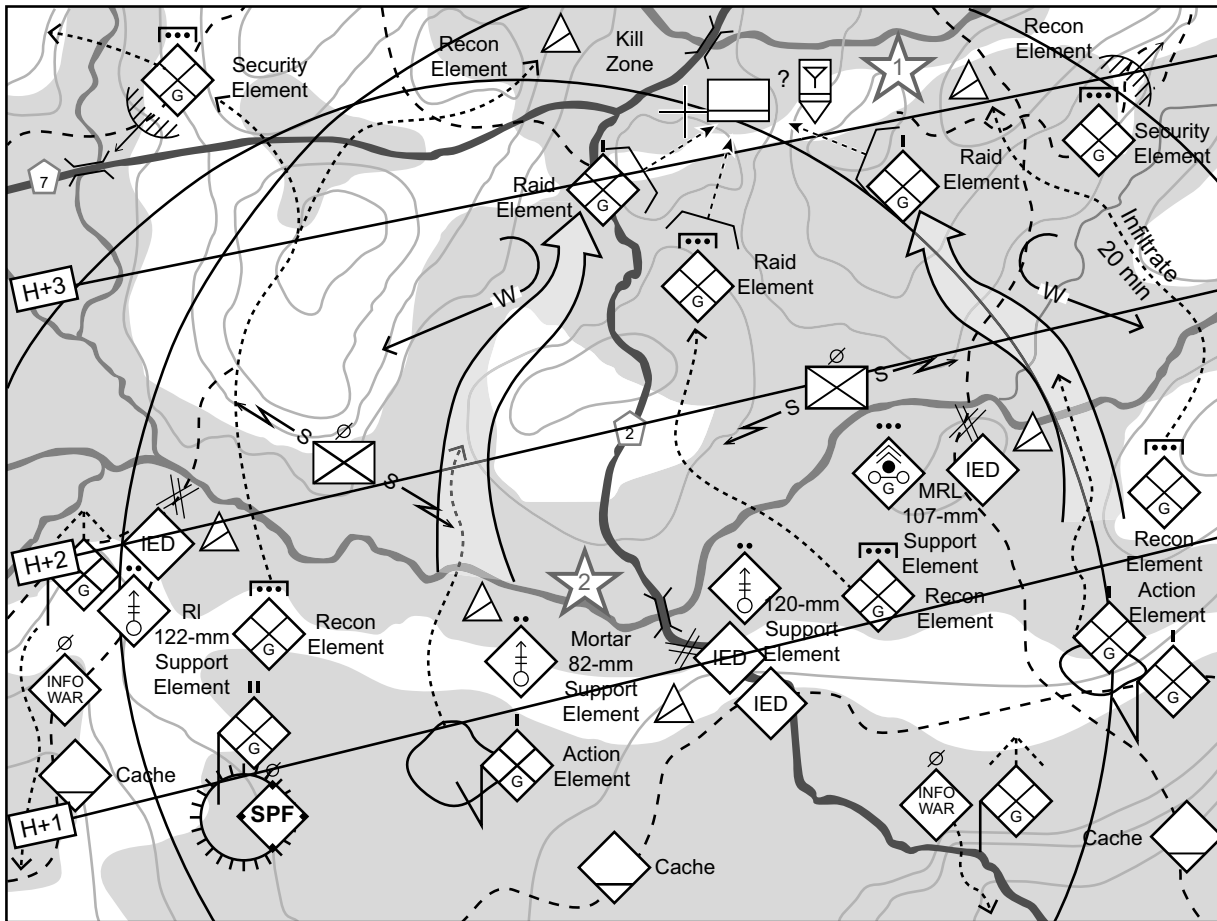 Security
Element
G
Recon
Element
Kill
Zone
?
1
Recon
Element
Security
Element
G
7
Raid
Element
G
Raid
Element
G
Raid
Element
G
Infiltrate
20 min
H+3
W
W
S
S
S
S
2
G
MRL
107-mm
Support
Element
IED
G
Recon
Element
H+2
IED
G
RI
122-mm
Support
Element
G
Recon
Element
2
Mortar
82-mm
Support
Element
120-mm
Support
Element
G
Recon
Element
IED
IED
Action
Element
G
G
INFO
WAR
G
Cache
H+1
SPF
G
Action
Element
Cache
INFO
WAR
G
Cache